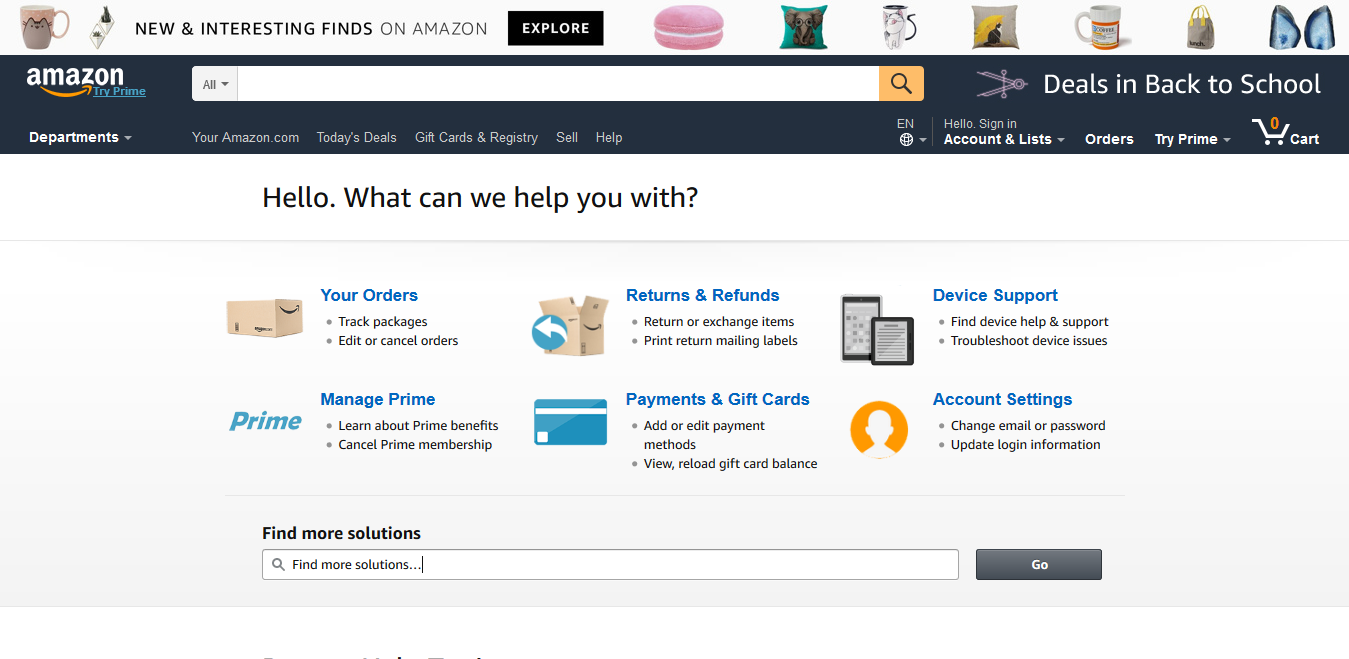 NEW & INTERESTING FINDS ON AMAZON EXPLORE
COFFEE
lunch.
amazon
Try Prime
All
Deals in Back to School
Departments
Your Amazon.com Today's Deals Gift Cards & Registry Sell Help
EN
Hello. Sign in
Account & Lists
Orders
Try Prime
0
Cart
Hello. What can we help you with?
Your Orders
Track packages
Edit or cancel orders
Returns & Refunds
Return or exchange items
Print return mailing labels
Device Support
Find device help & support
Troubleshoot device issues
Prime
Manage Prime
Learn about Prime benefits
Cancel Prime membership
Payments & Gift Cards
Add or edit payment
methods
View, reload gift card balance
Account Settings
Change email or password
Update login information
Find more solutions
Find more solutions...
Go